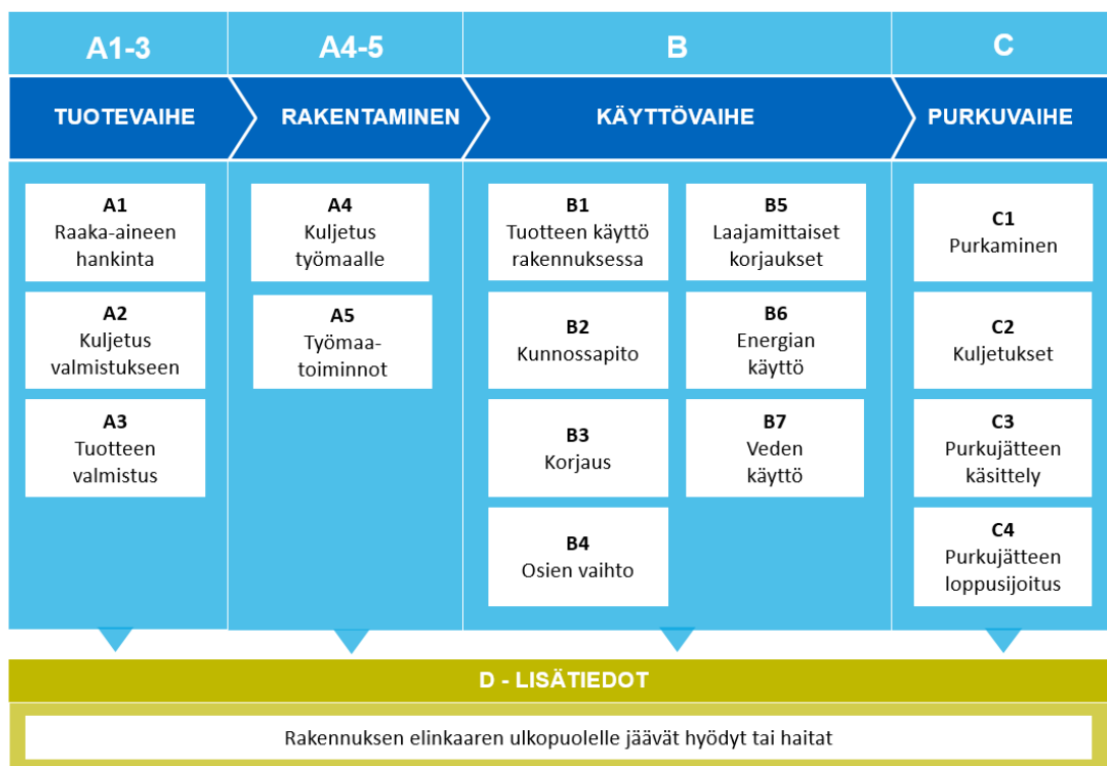 A1-3
A4-5
B
C
TUOTEVAIHE
RAKENTAMINEN
KÄYTTÖVAIHE
PURKUVAIHE
A1
Raaka-aineen
hankinta
A2
Kuljetus
valmistukseen
A3
Tuotteen
valmistus
A4
Kuljetus
työmaalle
A5
Työmaa-
toiminnot
B1
Tuotteen käyttö
rakennuksessa
B2
Kunnossapito
B3
Korjaus
B4
Osien vaihto
B5
Laajamittaiset
korjaukset
B6
Energian
käyttö
B7
Veden
käyttö
C1
Purkaminen
C2
Kuljetukset
C3
Purkujätteen
käsittely
C4
Purkujätteen
loppusijoitus
D - LISÄTIEDOT
Rakennuksen elinkaaren ulkopuolelle jäävät hyödyt tai haitat